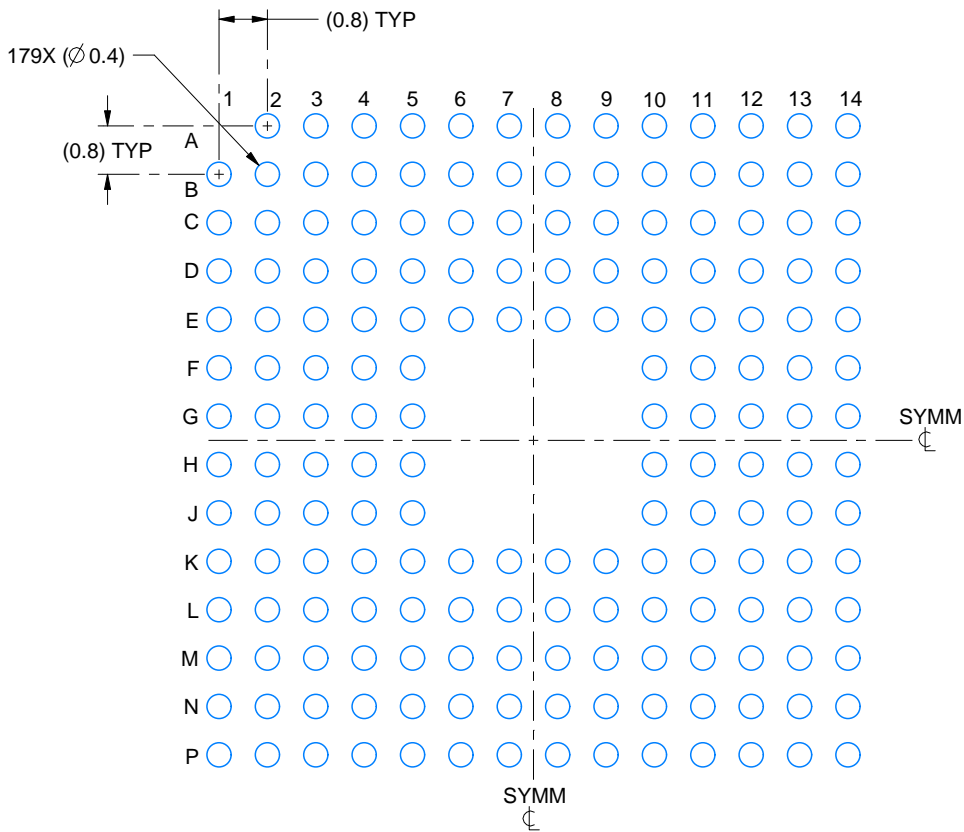 (0.8) TYP
179X (∅ 0.4)
1 2 3 4 5 6 7 8 9 10 11 12 13 14
A
(0.8) TYP
B
C
D
E
F
G
SYMM
℄
H
J
K
L
M
N
P
SYMM
℄